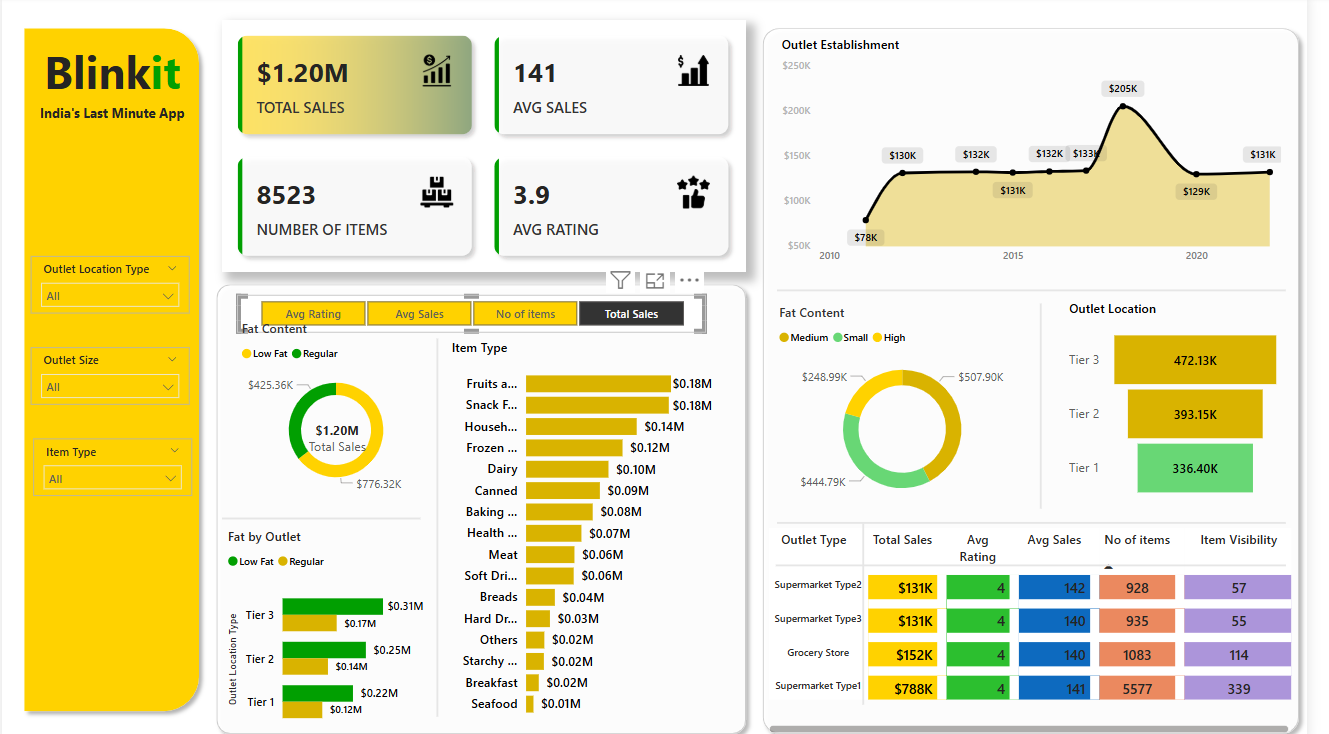 Blinkit
India's Last Minute App
Outlet Location Type
All
Outlet Size
All
Item Type
All
$1.20M
TOTAL SALES
141
AVG SALES
8523
NUMBER OF ITEMS
3.9
AVG RATING
Avg Rating
Avg Sales
No of items
Total Sales
Fat Content
Low Fat
Regular
$425.36K
$1.20M
Total Sales
$776.32K
Fat by Outlet
Low Fat
Regular
Outlet Location Type
Tier 3
$0.31M
$0.17M
Tier 2
$0.25M
$0.14M
Tier 1
$0.22M
$0.12M
Item Type
Fruits a... $0.18M
Snack F... $0.18M
Househ... $0.14M
Frozen ... $0.12M
Dairy $0.10M
Canned $0.09M
Baking ... $0.08M
Health ... $0.07M
Meat $0.06M
Soft Dri... $0.06M
Breads $0.04M
Hard Dr... $0.03M
Others $0.02M
Starchy ... $0.02M
Breakfast $0.02M
Seafood $0.01M
Outlet Establishment
$250K
$200K
$150K
$100K
$50K
$78K
$130K
$132K
$131K
$132K
$133K
$205K
$129K
$131K
2010
2015
2020
Fat Content
Medium
Small
High
$248.99K
$507.90K
$444.79K
Outlet Location
Tier 3 472.13K
Tier 2 393.15K
Tier 1 336.40K
Outlet Type Total Sales Avg Rating Avg Sales No of items Item Visibility
Supermarket Type2 $131K 4 142 928 57
Supermarket Type3 $131K 4 140 935 55
Grocery Store $152K 4 140 1083 114
Supermarket Type1 $788K 4 141 5577 339